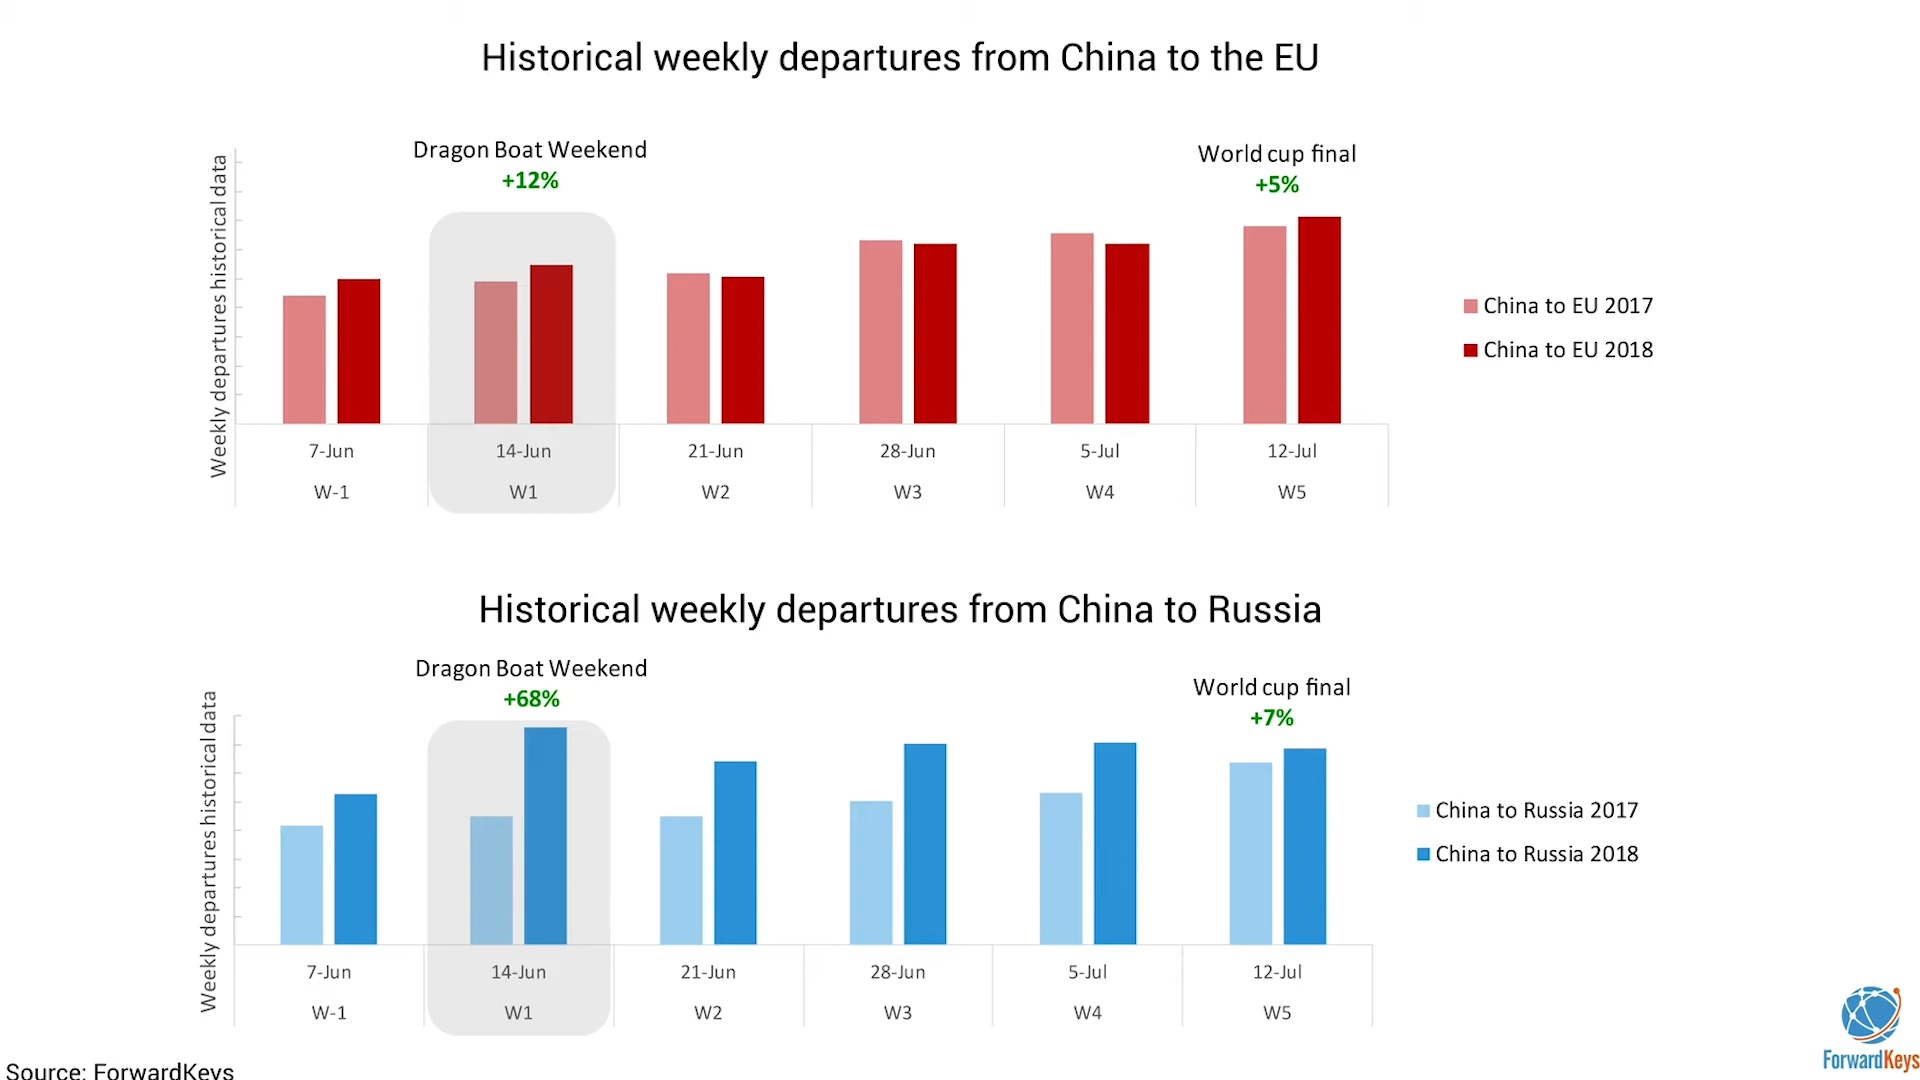 Historical weekly departures from China to the EU
Weekly departures historical data
Dragon Boat Weekend
+12%
World cup final
+5%
China to EU 2017
China to EU 2018
7-Jun 14-Jun 21-Jun 28-Jun 5-Jul 12-Jul
W-1 W1 W2 W3 W4 W5
Historical weekly departures from China to Russia
Weekly departures historical data
Dragon Boat Weekend
+68%
World cup final
+7%
China to Russia 2017
China to Russia 2018
7-Jun 14-Jun 21-Jun 28-Jun 5-Jul 12-Jul
W-1 W1 W2 W3 W4 W5
ForwardKeys
Source: ForwardKeys